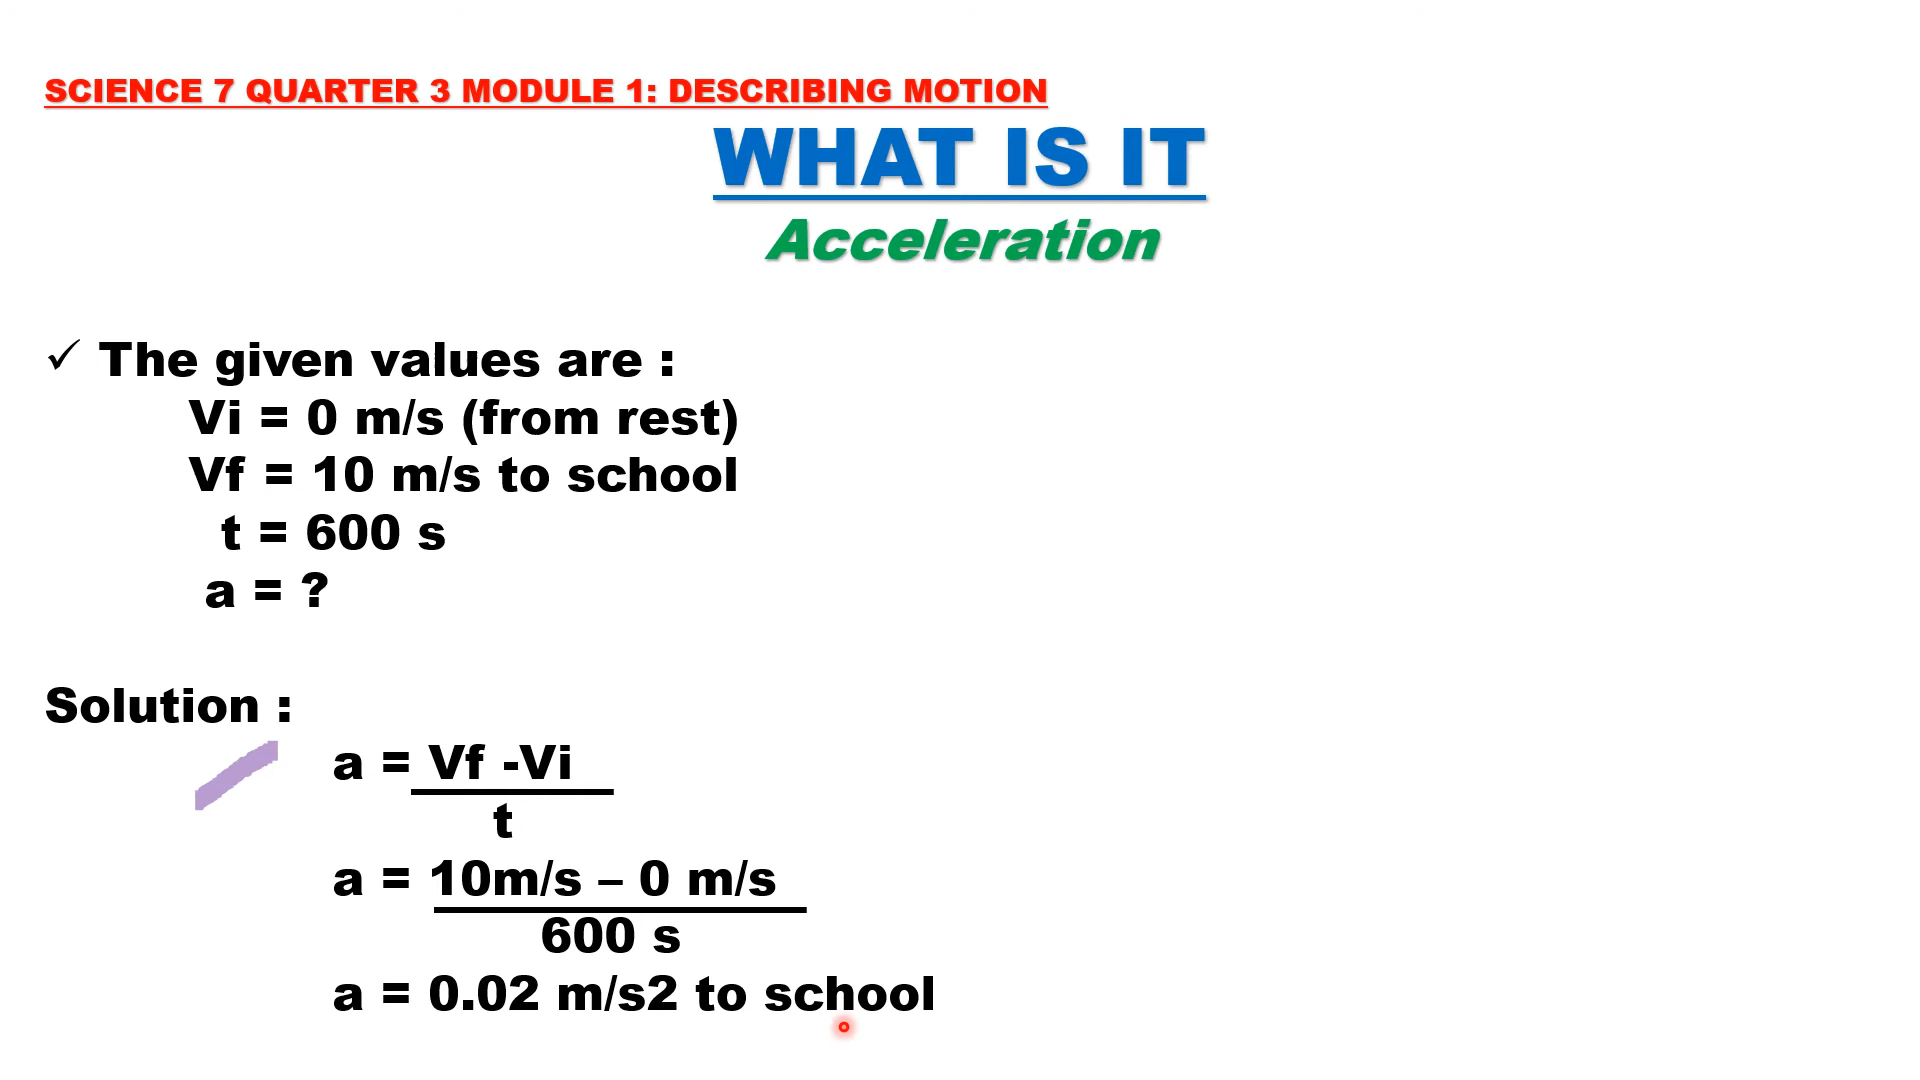 SCIENCE 7 QUARTER 3 MODULE 1: DESCRIBING MOTION
WHAT IS IT
Acceleration
✓ The given values are :
Vi = 0 m/s (from rest)
Vf = 10 m/s to school
t = 600 s
a = ?
Solution :
a = Vf -Vi
t
a = 10m/s – 0 m/s
600 s
a = 0.02 m/s2 to school